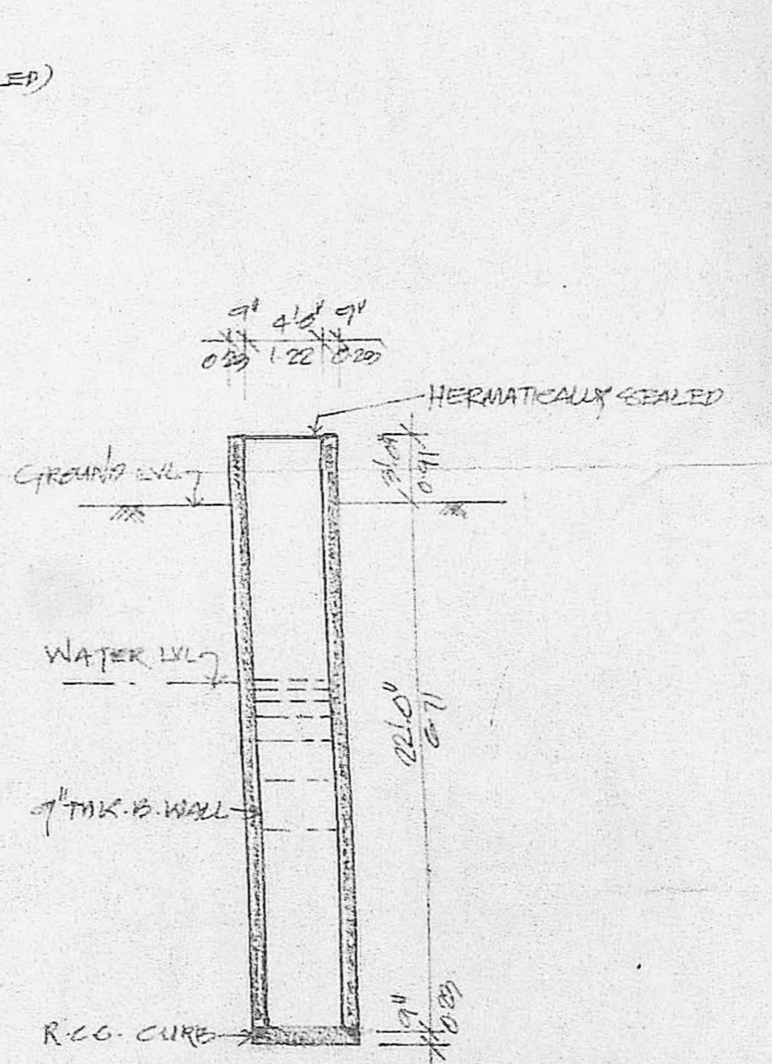 ED)
9" 4'0" 9"
0.23 1.22 0.23
HERMATICALLY SEALED
3'.0"
0.91
GROUND LVL
WATER LVL
22'.0"
6.71
9" THK. B. WALL
9"
0.23
R.C.C. CURB